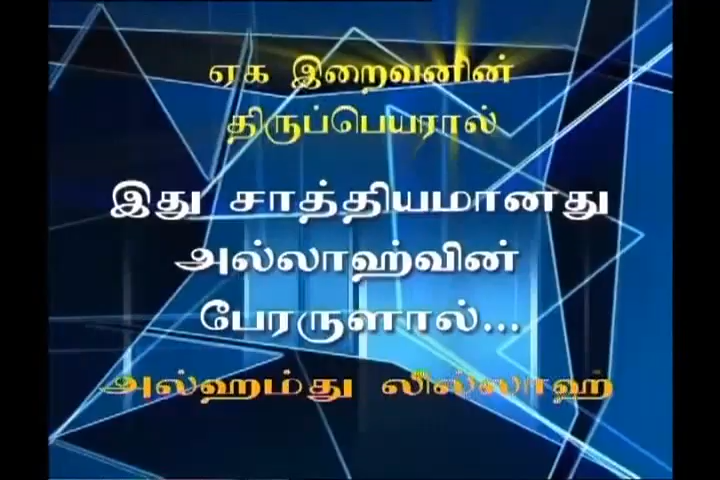 ஏக இறைவனின்
திருப்பெயரால்
இது சாத்தியமானது
அல்லாஹ்வின்
பேரருளால்...
அல்ஹம்து லில்லாஹ்